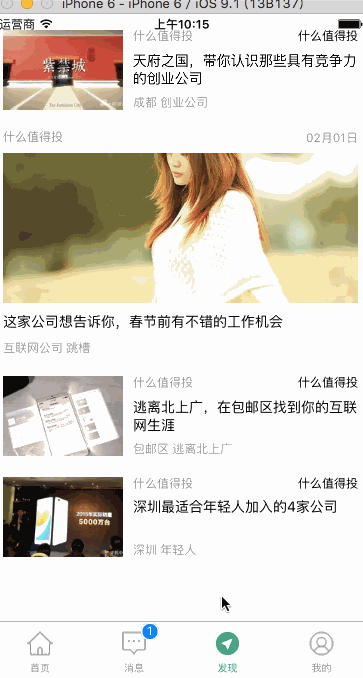 iPhone 6 - iPhone 6 / iOS 9.1 (13B137)
运营商 上午10:15
什么值得投 什么值得投
紫禁城
天府之国，带你认识那些具有竞争力
的创业公司
成都 创业公司
什么值得投 02月01日
这家公司想告诉你，春节前有不错的工作机会
互联网公司 跳槽
什么值得投 什么值得投
逃离北上广，在包邮区找到你的互联
网生涯
包邮区 逃离北上广
什么值得投 什么值得投
深圳最适合年轻人加入的4家公司
2015年实际销量
5000万台
深圳 年轻人
1
首页 消息 发现 我的